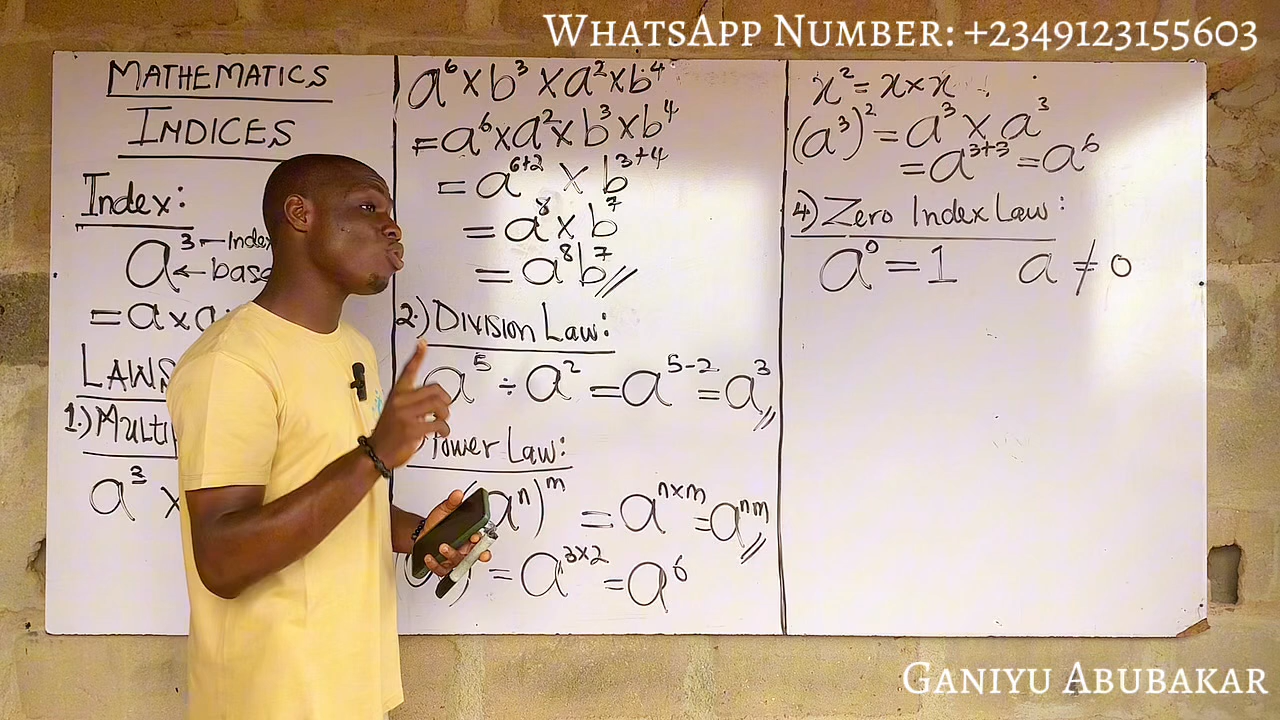 WhatsApp Number: +2349123155603
MATHEMATICS
INDICES
Index:
a³ ← Index
← base
= a x a
LAWS
1.) Multi
a³ x
a⁶ x b³ x a² x b⁴
= a⁶ x a² x b³ x b⁴
= a⁶⁺² x b³⁺⁴
= a⁸ x b⁷
= a⁸b⁷//
2.) Division Law:
a⁵ ÷ a² = a⁵⁻² = a³//
Power Law:
(aⁿ)ᵐ = aⁿˣᵐ = aⁿᵐ//
= a³ˣ² = a⁶
x² = x x x
(a³)² = a³ x a³
= a³⁺³ = a⁶
4.) Zero Index Law:
a⁰ = 1 a ≠ 0
Ganiyu Abubakar